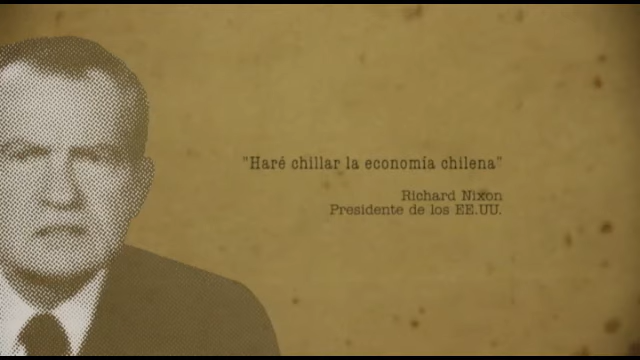 "Haré chillar la economía chilena"
Richard Nixon
Presidente de los EE.UU.